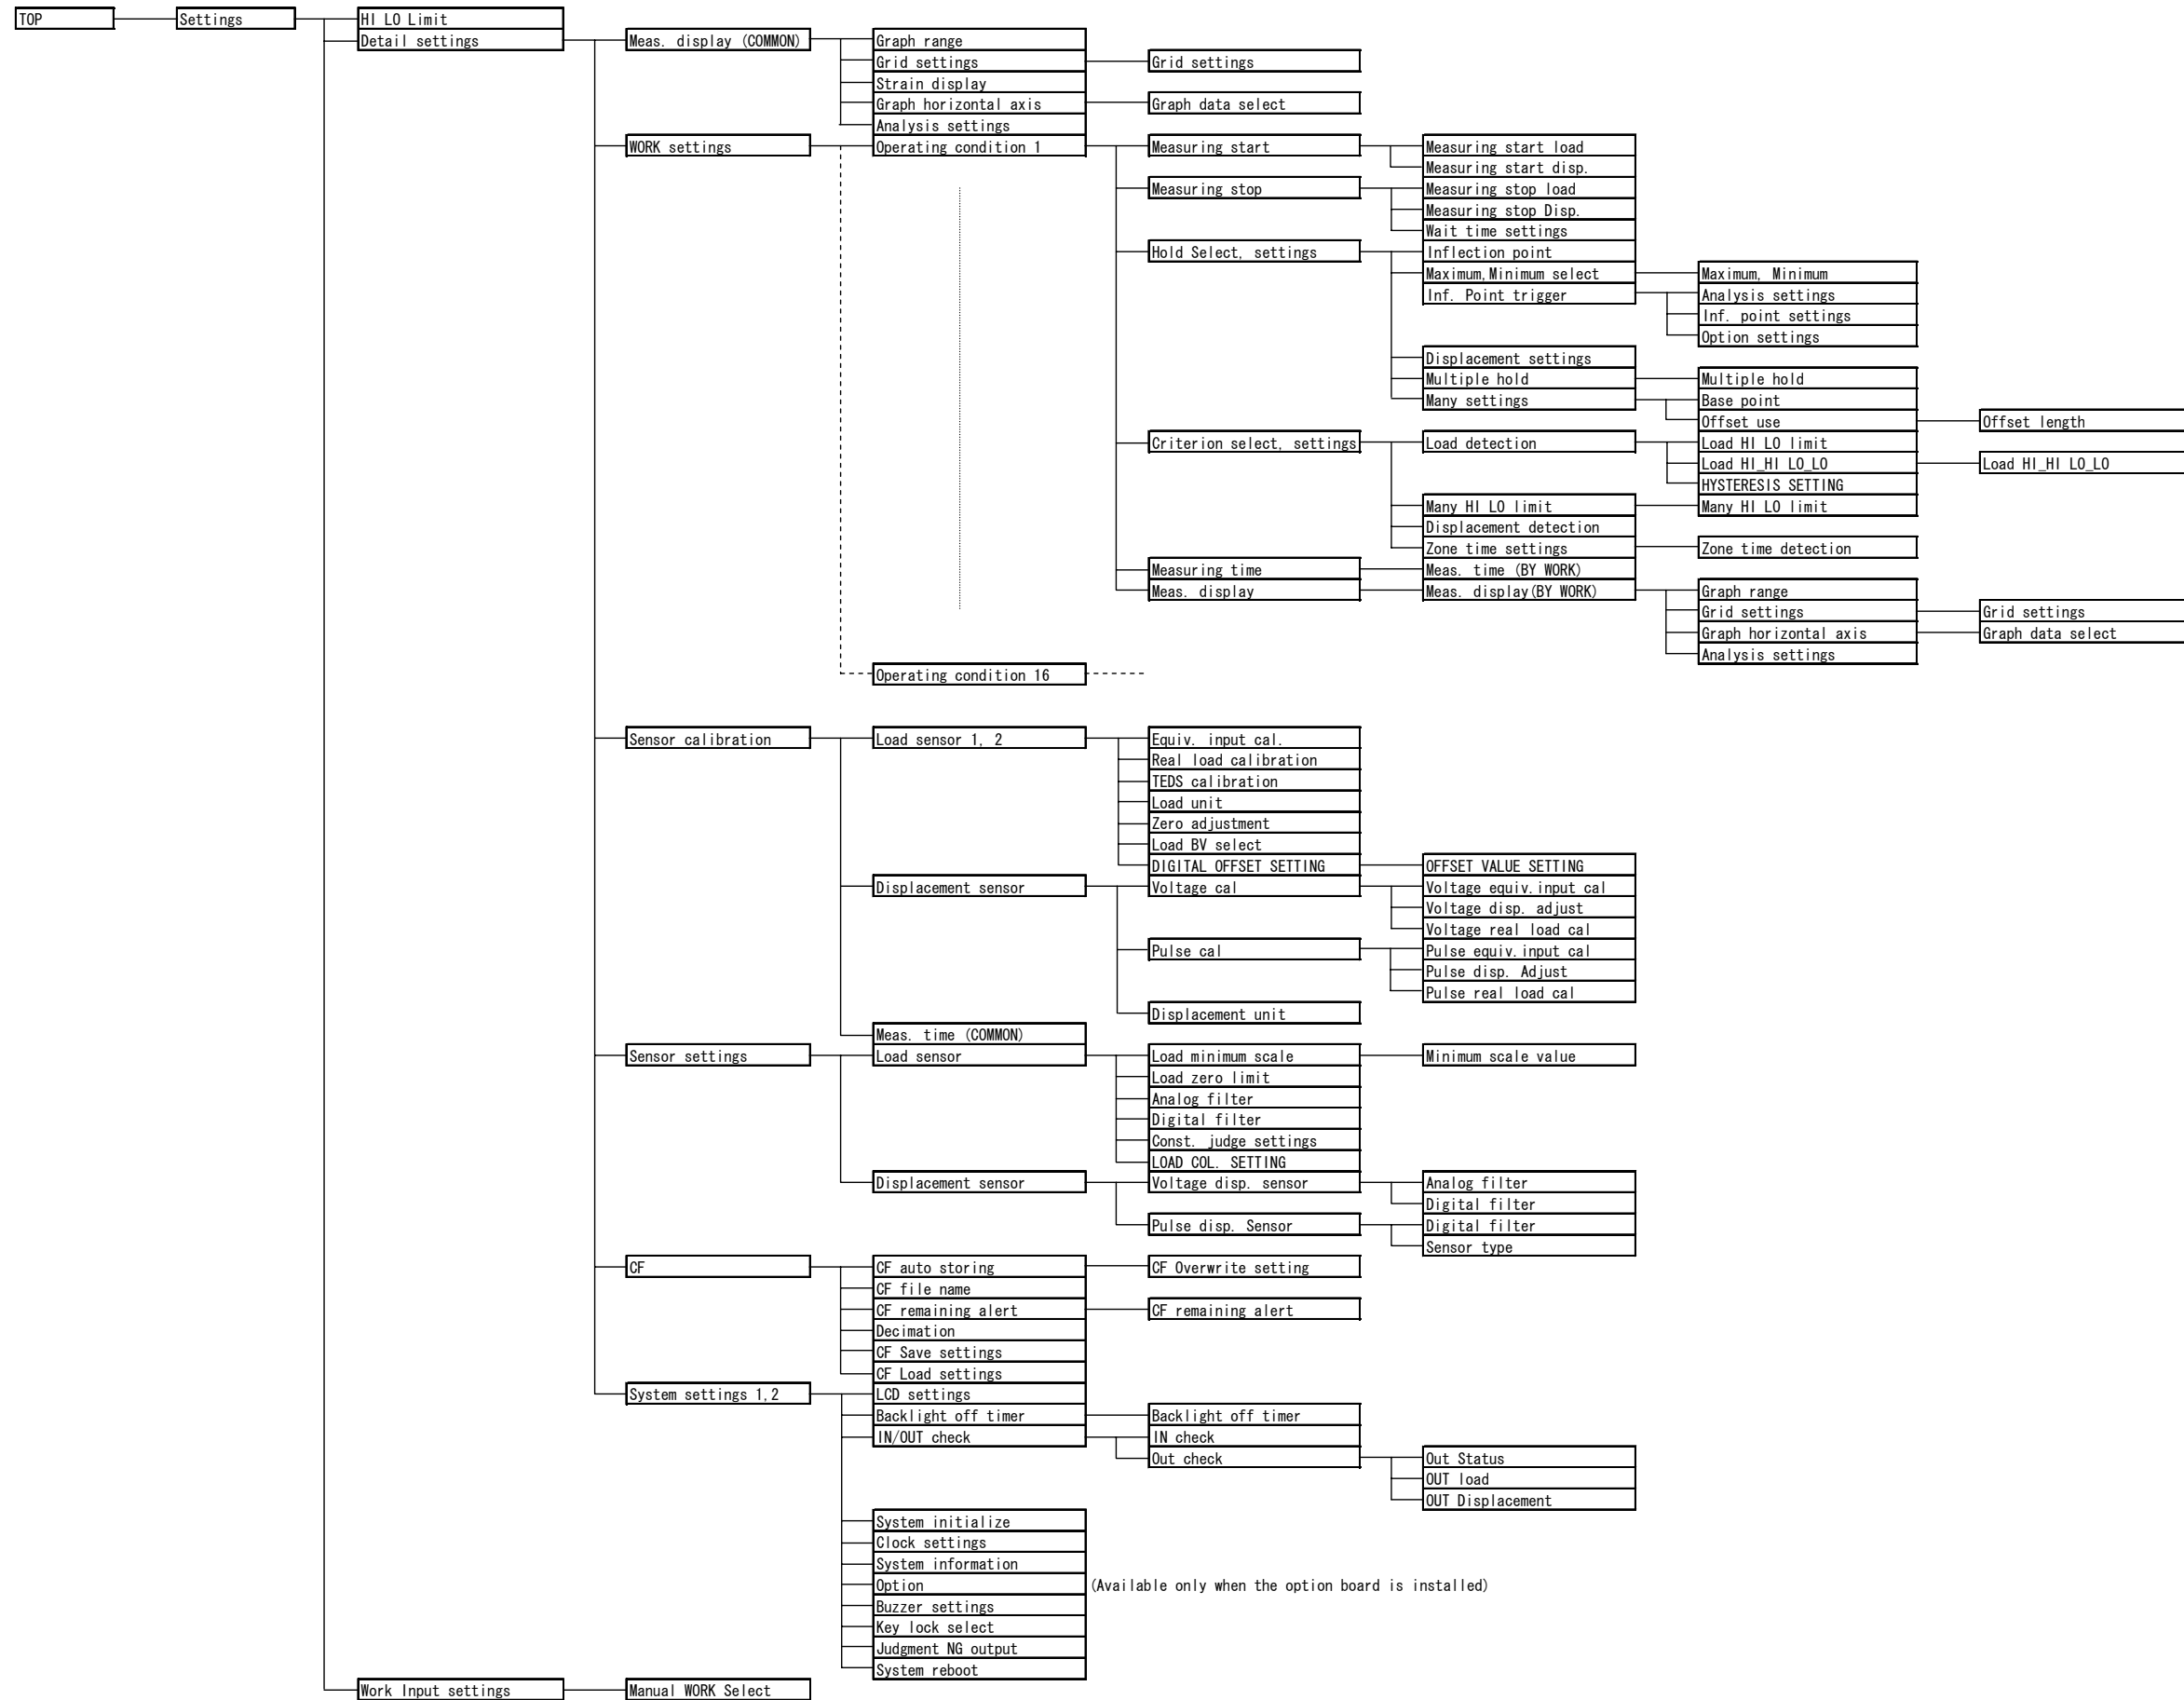 TOP
Settings
HI LO Limit
Detail settings
Meas. display (COMMON)
Graph range
Grid settings
Grid settings
Strain display
Graph horizontal axis
Graph data select
Analysis settings
WORK settings
Operating condition 1
Measuring start
Measuring start load
Measuring start disp.
Measuring stop
Measuring stop load
Measuring stop Disp.
Wait time settings
Hold Select, settings
Inflection point
Maximum,Minimum select
Maximum, Minimum
Inf. Point trigger
Analysis settings
Inf. point settings
Option settings
Displacement settings
Multiple hold
Multiple hold
Many settings
Base point
Offset use
Offset length
Criterion select, settings
Load detection
Load HI LO limit
Load HI_HI LO_LO
Load HI_HI LO_LO
HYSTERESIS SETTING
Many HI LO limit
Many HI LO limit
Displacement detection
Zone time settings
Zone time detection
Measuring time
Meas. time (BY WORK)
Meas. display
Meas. display(BY WORK)
Graph range
Grid settings
Grid settings
Graph horizontal axis
Graph data select
Analysis settings
Operating condition 16
Sensor calibration
Load sensor 1, 2
Equiv. input cal.
Real load calibration
TEDS calibration
Load unit
Zero adjustment
Load BV select
DIGITAL OFFSET SETTING
OFFSET VALUE SETTING
Displacement sensor
Voltage cal
Voltage equiv.input cal
Voltage disp. adjust
Voltage real load cal
Pulse cal
Pulse equiv.input cal
Pulse disp. Adjust
Pulse real load cal
Displacement unit
Meas. time (COMMON)
Sensor settings
Load sensor
Load minimum scale
Minimum scale value
Load zero limit
Analog filter
Digital filter
Const. judge settings
LOAD COL. SETTING
Displacement sensor
Voltage disp. sensor
Analog filter
Digital filter
Pulse disp. Sensor
Digital filter
Sensor type
CF
CF auto storing
CF Overwrite setting
CF file name
CF remaining alert
CF remaining alert
Decimation
CF Save settings
CF Load settings
System settings 1,2
LCD settings
Backlight off timer
Backlight off timer
IN/OUT check
IN check
Out check
Out Status
OUT load
OUT Displacement
System initialize
Clock settings
System information
Option
(Available only when the option board is installed)
Buzzer settings
Key lock select
Judgment NG output
System reboot
Work Input settings
Manual WORK Select